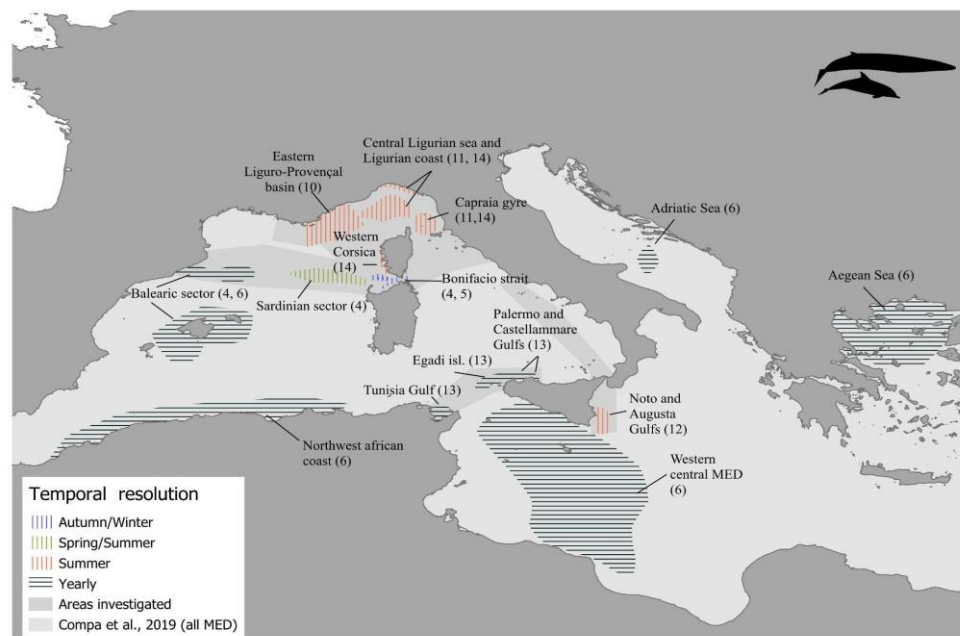 Central Ligurian sea and
Ligurian coast (11, 14)
Eastern
Liguro-Provençal
basin (10)
Capraia gyre
(11,14)
Adriatic Sea (6)
Western
Corsica
(14)
Aegean Sea (6)
Balearic sector (4, 6)
Sardinian sector (4)
Bonifacio strait
(4, 5)
Palermo and
Castellammare
Gulfs (13)
Egadi isl. (13)
Tunisia Gulf (13)
Noto and
Augusta
Gulfs (12)
Northwest african
coast (6)
Western
central MED
(6)
Temporal resolution
Autumn/Winter
Spring/Summer
Summer
Yearly
Areas investigated
Compa et al., 2019 (all MED)